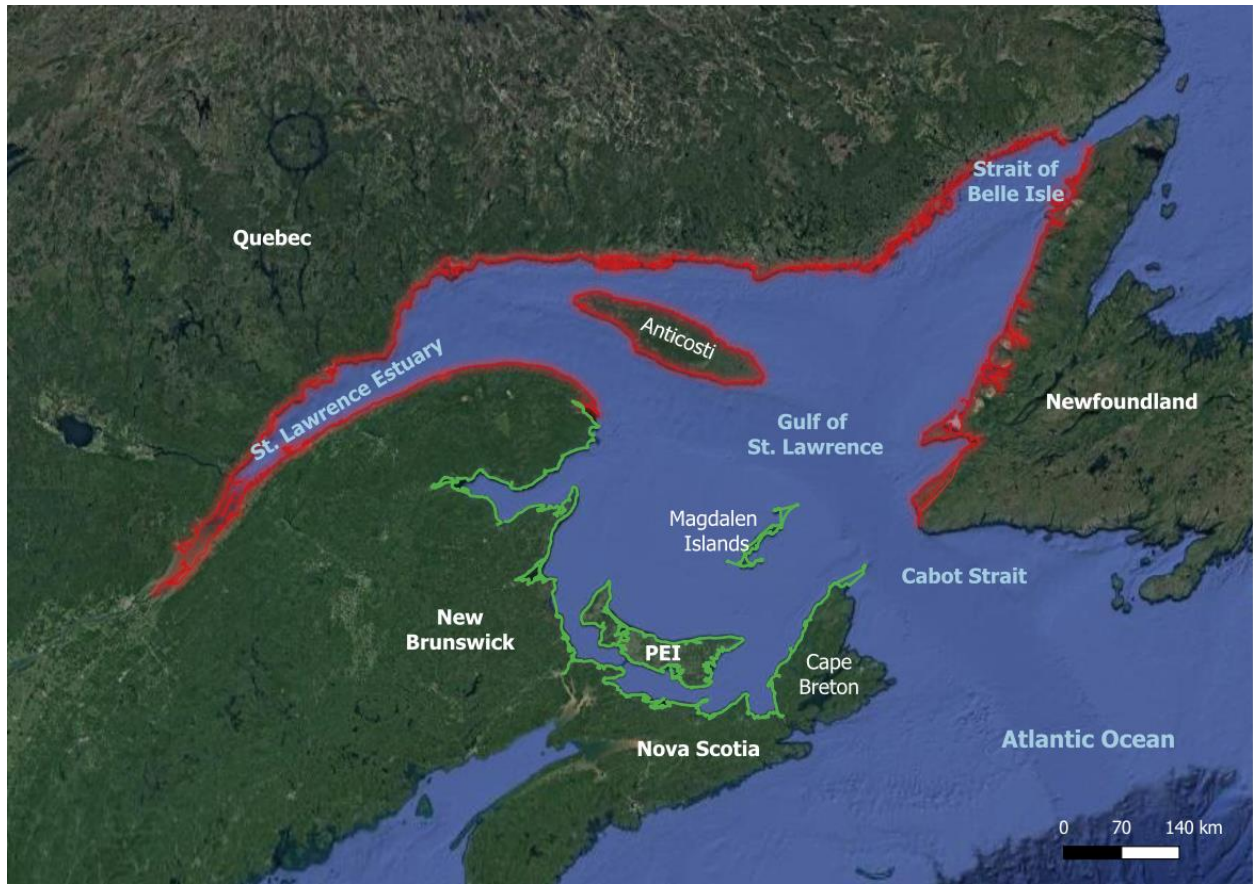 Strait of
Belle Isle
Quebec
Anticosti
St. Lawrence Estuary
Newfoundland
Gulf of
St. Lawrence
Magdalen
Islands
Cabot Strait
New
Brunswick
PEI
Cape
Breton
Nova Scotia
Atlantic Ocean
0 70 140 km